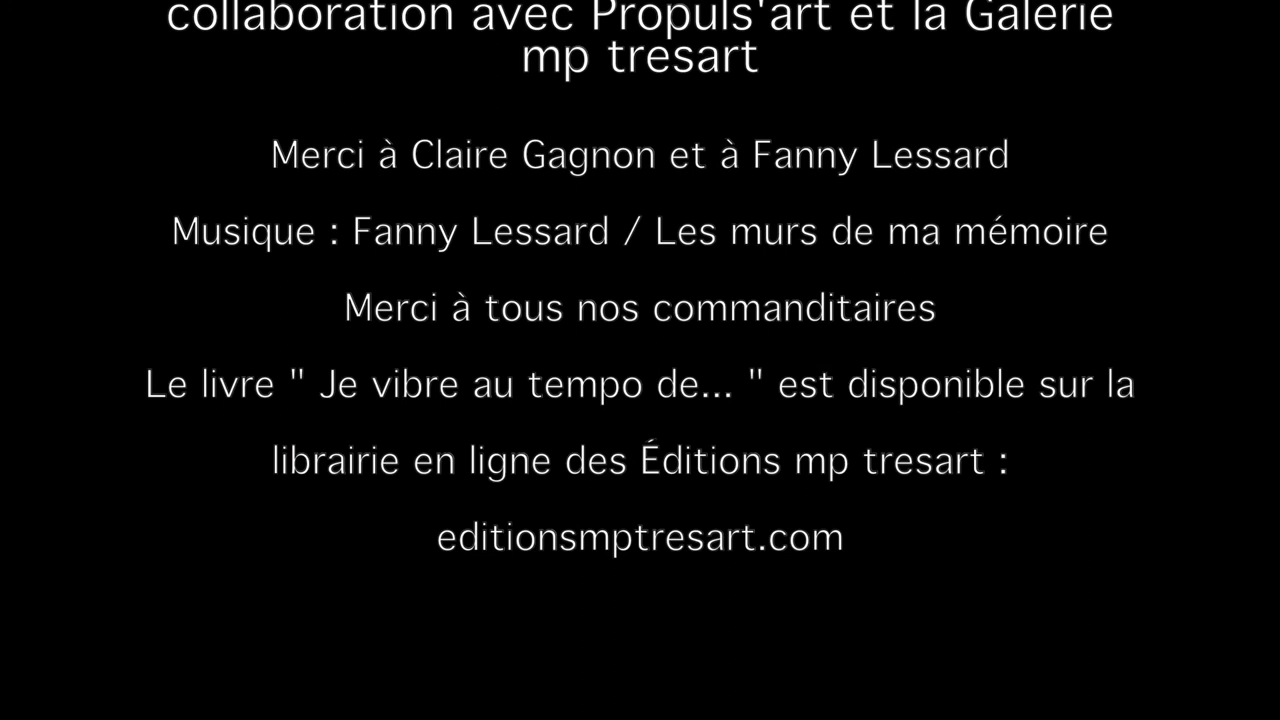 collaboration avec Propuls'art et la Galerie
mp tresart
Merci à Claire Gagnon et à Fanny Lessard
Musique : Fanny Lessard / Les murs de ma mémoire
Merci à tous nos commanditaires
Le livre " Je vibre au tempo de... " est disponible sur la
librairie en ligne des Éditions mp tresart :
editionsmptresart.com